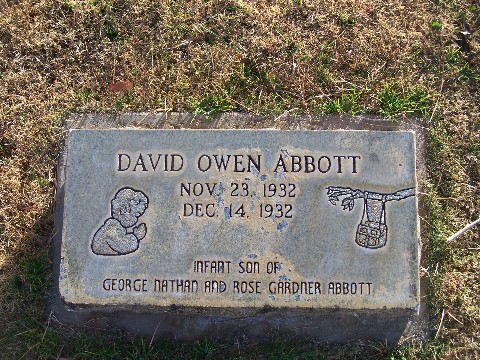 DAVID OWEN ABBOTT
NOV. 23, 1932
DEC. 14, 1932
INFANT SON OF
GEORGE NATHAN AND ROSE GARDNER ABBOTT